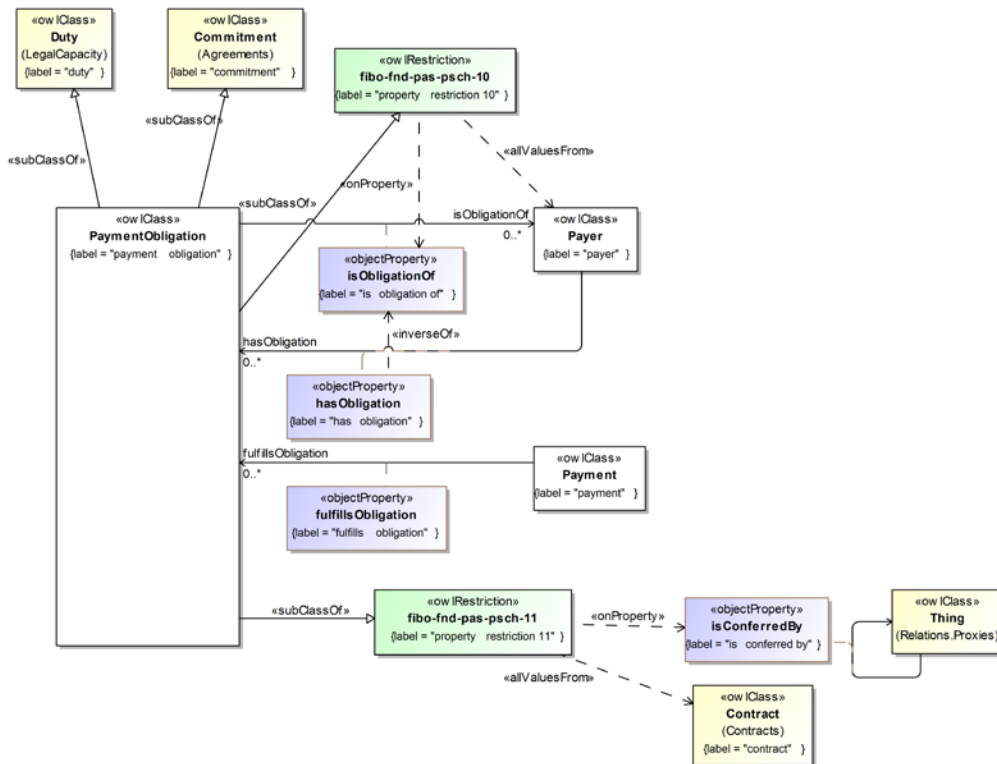 «owlClass»
Duty
(LegalCapacity)
{label = "duty" }
«owlClass»
Commitment
(Agreements)
{label = "commitment" }
«owlRestriction»
fibo-fnd-pas-psch-10
{label = "property restriction 10" }
«subClassOf»
«subClassOf»
«allValuesFrom»
«onProperty»
«subClassOf»
«owlClass»
PaymentObligation
{label = "payment obligation" }
isObligationOf
0..*
«owlClass»
Payer
{label = "payer" }
«objectProperty»
isObligationOf
{label = "is obligation of" }
«inverseOf»
hasObligation
0..*
«objectProperty»
hasObligation
{label = "has obligation" }
fulfillsObligation
0..*
«owlClass»
Payment
{label = "payment" }
«objectProperty»
fulfillsObligation
{label = "fulfills obligation" }
«subClassOf»
«owlRestriction»
fibo-fnd-pas-psch-11
{label = "property restriction 11" }
«onProperty»
«objectProperty»
isConferredBy
{label = "is conferred by" }
«owlClass»
Thing
(Relations.Proxies)
«allValuesFrom»
«owlClass»
Contract
(Contracts)
{label = "contract" }